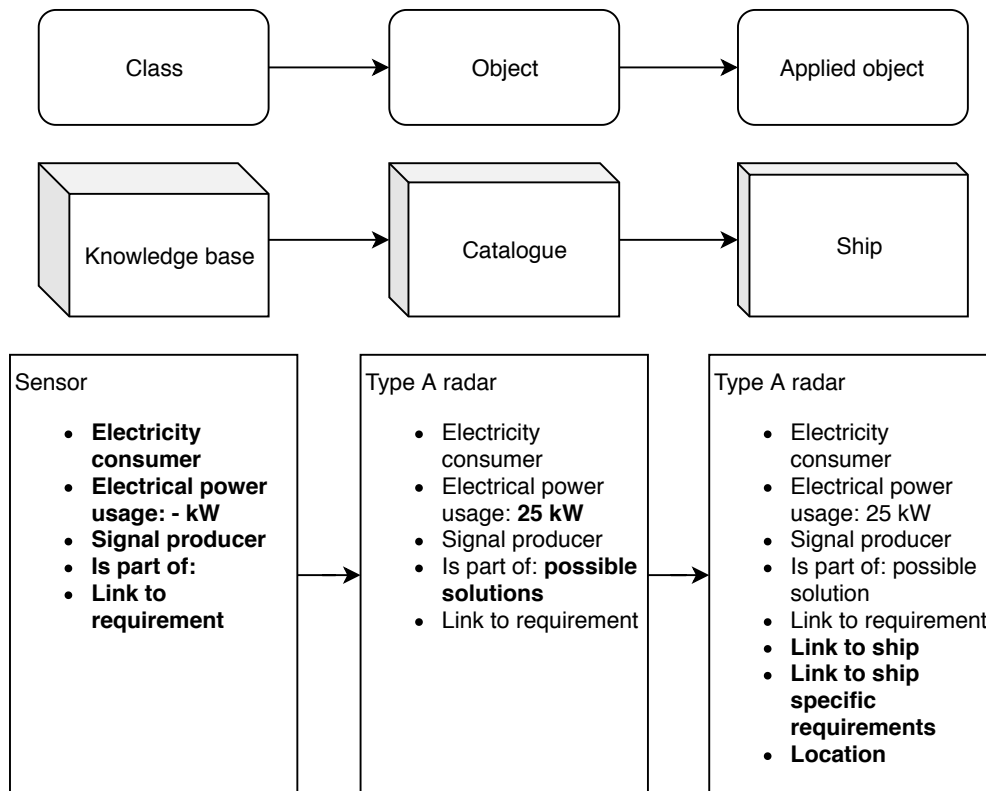 Class
Object
Applied object
Knowledge base
Catalogue
Ship
Sensor
• Electricity
consumer
• Electrical power
usage: - kW
• Signal producer
• Is part of:
• Link to
requirement
Type A radar
• Electricity
consumer
• Electrical power
usage: 25 kW
• Signal producer
• Is part of: possible
solutions
• Link to requirement
Type A radar
• Electricity
consumer
• Electrical power
usage: 25 kW
• Signal producer
• Is part of: possible
solution
• Link to requirement
• Link to ship
• Link to ship
specific
requirements
• Location